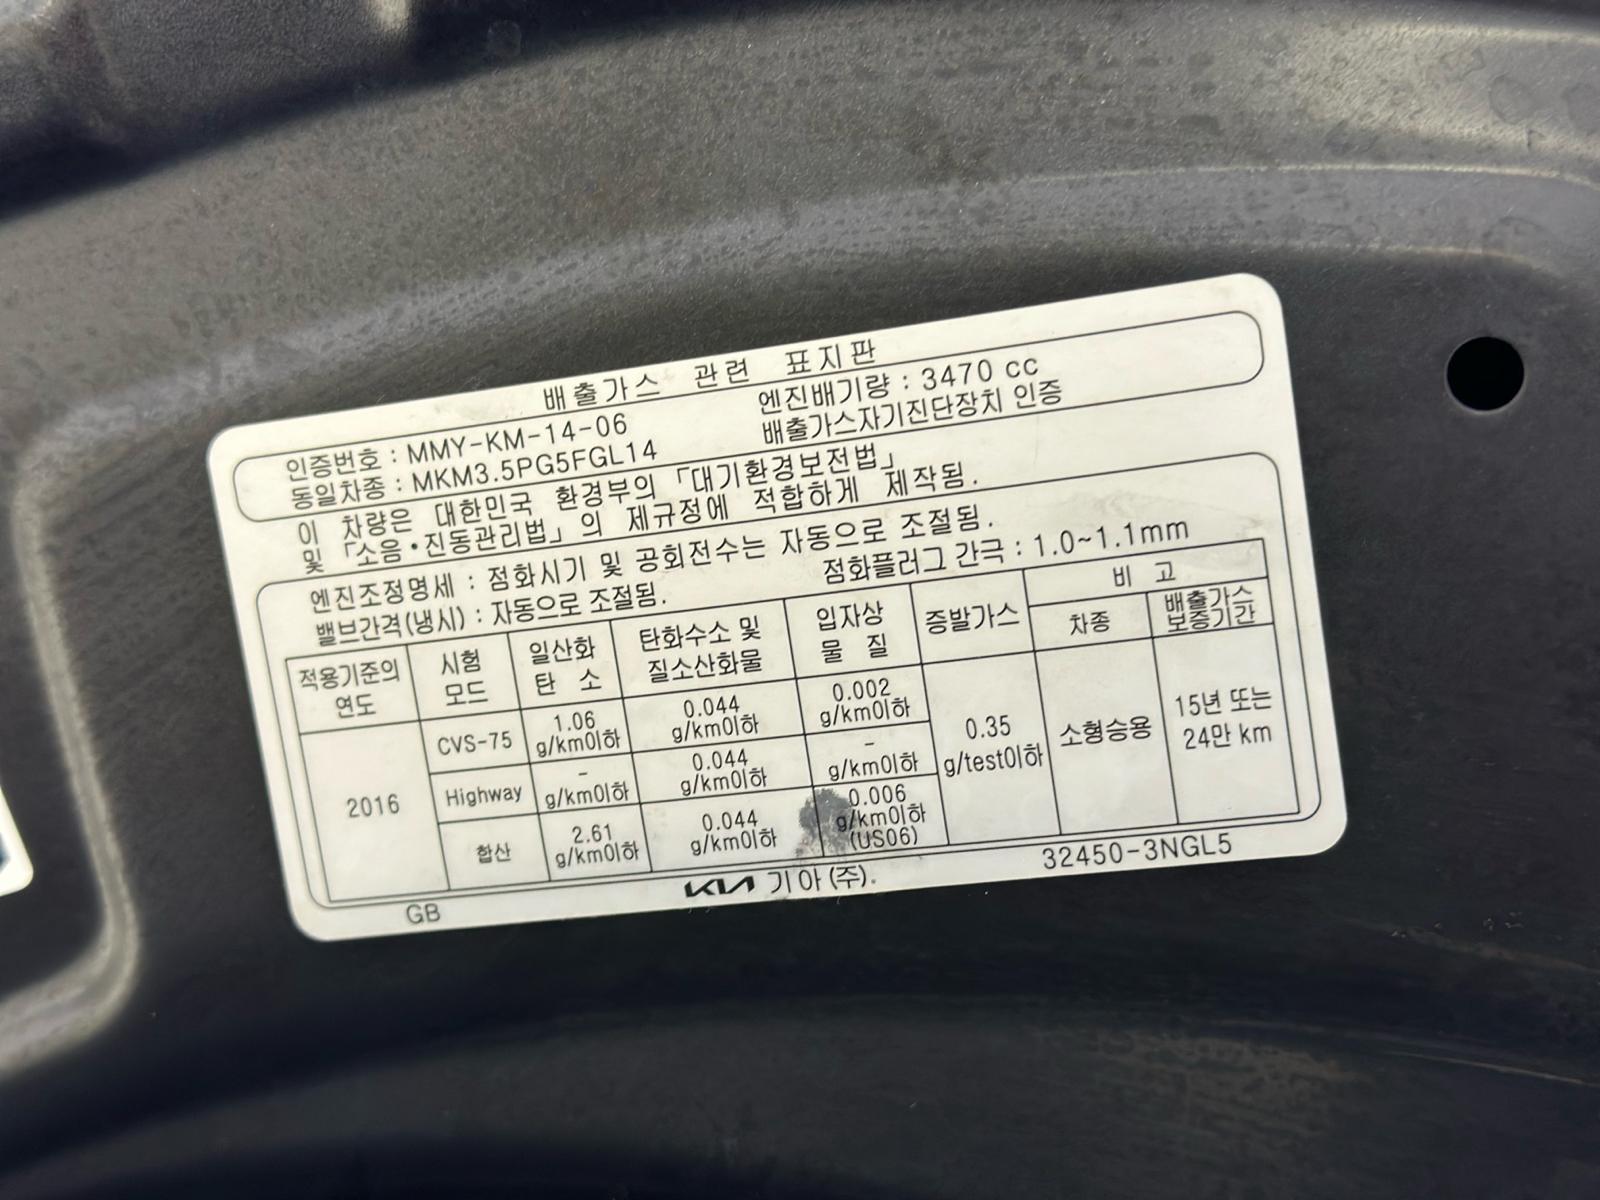 배출가스 관련 표지판
인증번호 : MMY-KM-14-06 엔진배기량 : 3470 cc
동일차종 : MKM3.5PG5FGL14 배출가스자기진단장치 인증
이 차량은 대한민국 환경부의 「대기환경보전법」
및 「소음·진동관리법」의 제규정에 적합하게 제작됨.
엔진조정명세 : 점화시기 및 공회전수는 자동으로 조절됨.
밸브간격(냉시) : 자동으로 조절됨. 점화플러그 간극 : 1.0~1.1mm
적용기준의 연도 시험 모드 일산화 탄 소 탄화수소 및 질소산화물 입자상 물 질 증발가스 비 고
차종 배출가스 보증기간
2016 CVS-75 1.06 g/km이하 0.044 g/km이하 0.002 g/km이하 0.35 g/test이하 소형승용 15년 또는 24만 km
Highway - g/km이하 0.044 g/km이하 - g/km이하
합산 2.61 g/km이하 0.044 g/km이하 0.006 g/km이하 (US06)
GB KIA 기아(주). 32450-3NGL5